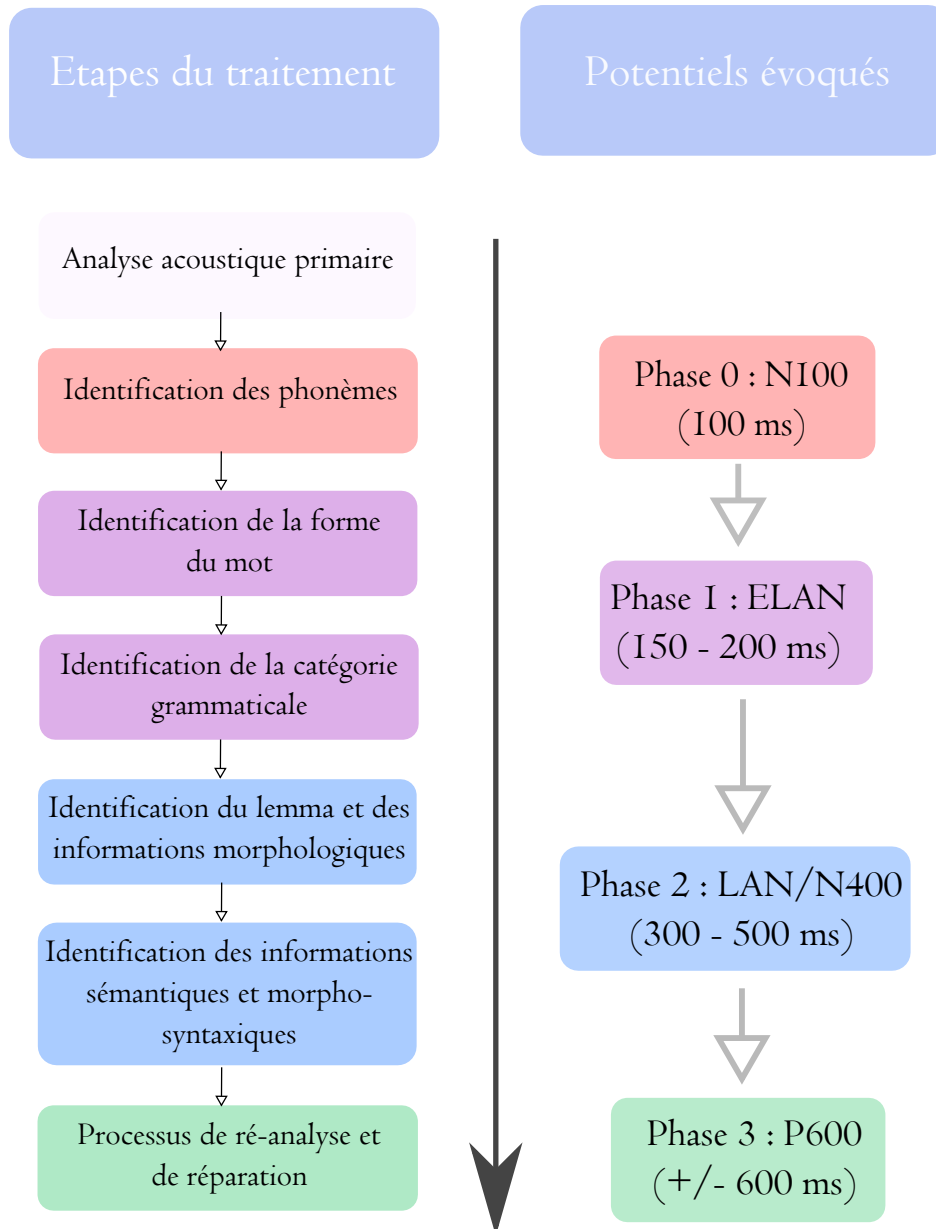 Etapes du traitement
Potentiels évoqués
Analyse acoustique primaire
Identification des phonèmes
Identification de la forme
du mot
Identification de la catégorie
grammaticale
Identification du lemma et des
informations morphologiques
Identification des informations
sémantiques et morpho-
syntaxiques
Processus de ré-analyse et
de réparation
Phase 0 : N100
(100 ms)
Phase 1 : ELAN
(150 - 200 ms)
Phase 2 : LAN/N400
(300 - 500 ms)
Phase 3 : P600
(+/- 600 ms)